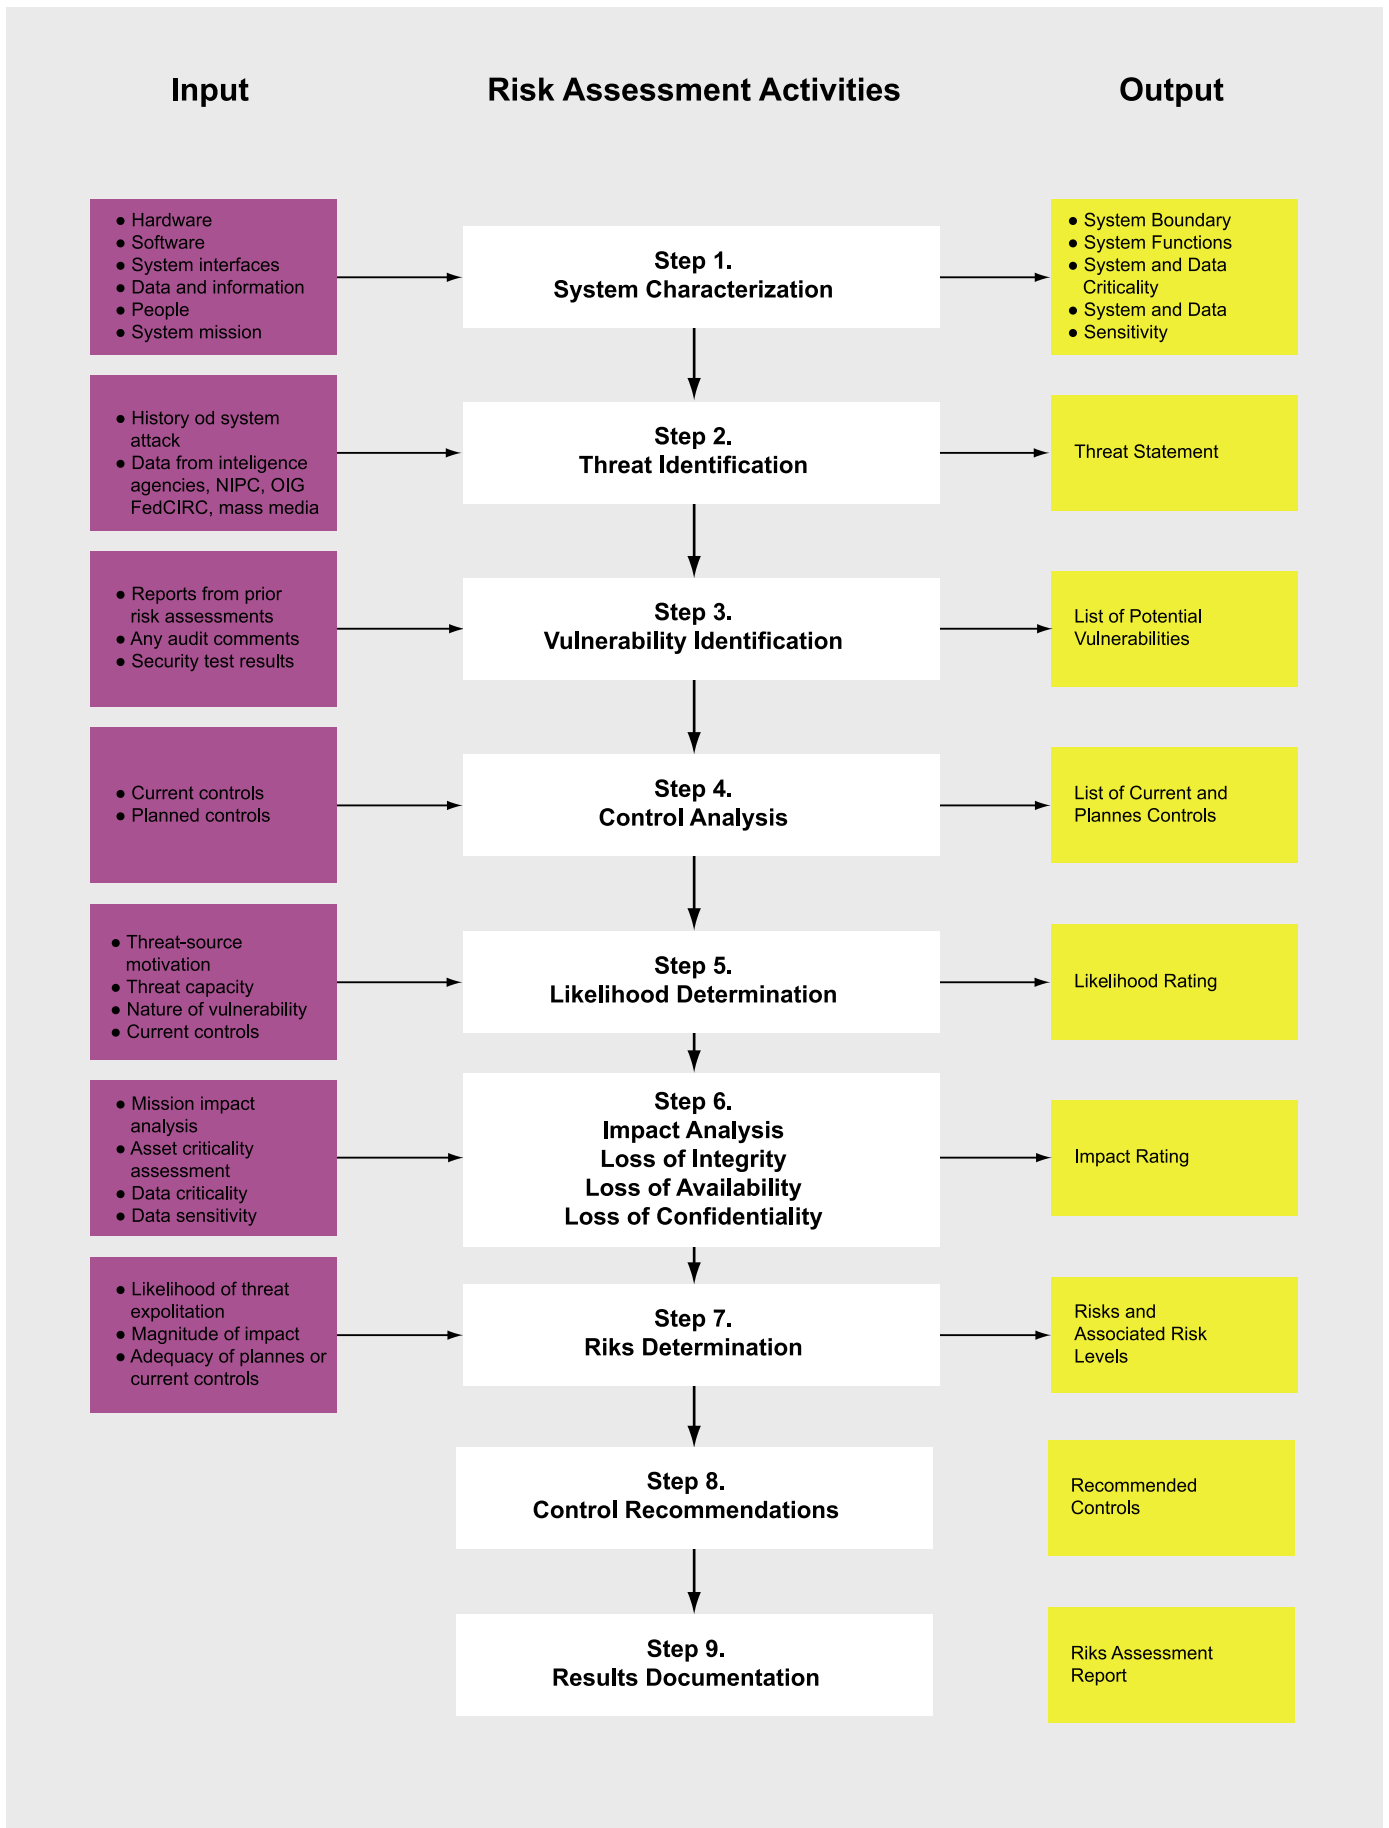 Input
Risk Assessment Activities
Output
● Hardware
● Software
● System interfaces
● Data and information
● People
● System mission
Step 1.
System Characterization
● System Boundary
● System Functions
● System and Data
Criticality
● System and Data
● Sensitivity
● History od system
attack
● Data from inteligence
agencies, NIPC, OIG
FedCIRC, mass media
Step 2.
Threat Identification
Threat Statement
● Reports from prior
risk assessments
● Any audit comments
● Security test results
Step 3.
Vulnerability Identification
List of Potential
Vulnerabilities
● Current controls
● Planned controls
Step 4.
Control Analysis
List of Current and
Plannes Controls
● Threat-source
motivation
● Threat capacity
● Nature of vulnerability
● Current controls
Step 5.
Likelihood Determination
Likelihood Rating
● Mission impact
analysis
● Asset criticality
assessment
● Data criticality
● Data sensitivity
Step 6.
Impact Analysis
Loss of Integrity
Loss of Availability
Loss of Confidentiality
Impact Rating
● Likelihood of threat
expolitation
● Magnitude of impact
● Adequacy of plannes or
current controls
Step 7.
Riks Determination
Risks and
Associated Risk
Levels
Step 8.
Control Recommendations
Recommended
Controls
Step 9.
Results Documentation
Riks Assessment
Report